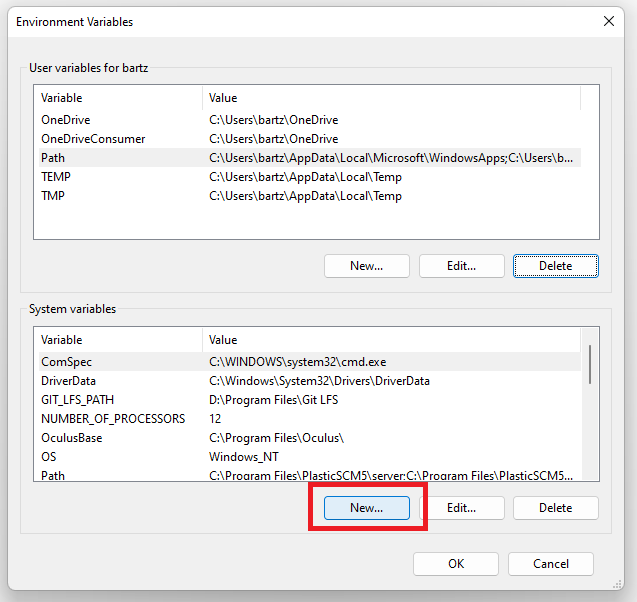 Environment Variables
User variables for bartz
Variable Value
OneDrive C:\Users\bartz\OneDrive
OneDriveConsumer C:\Users\bartz\OneDrive
Path C:\Users\bartz\AppData\Local\Microsoft\WindowsApps;C:\Users\b...
TEMP C:\Users\bartz\AppData\Local\Temp
TMP C:\Users\bartz\AppData\Local\Temp
New... Edit... Delete
System variables
Variable Value
ComSpec C:\WINDOWS\system32\cmd.exe
DriverData C:\Windows\System32\Drivers\DriverData
GIT_LFS_PATH D:\Program Files\Git LFS
NUMBER_OF_PROCESSORS 12
OculusBase C:\Program Files\Oculus\
OS Windows_NT
Path C:\Program Files\PlasticSCM5\server;C:\Program Files\PlasticSCM5...
New... Edit... Delete
OK Cancel